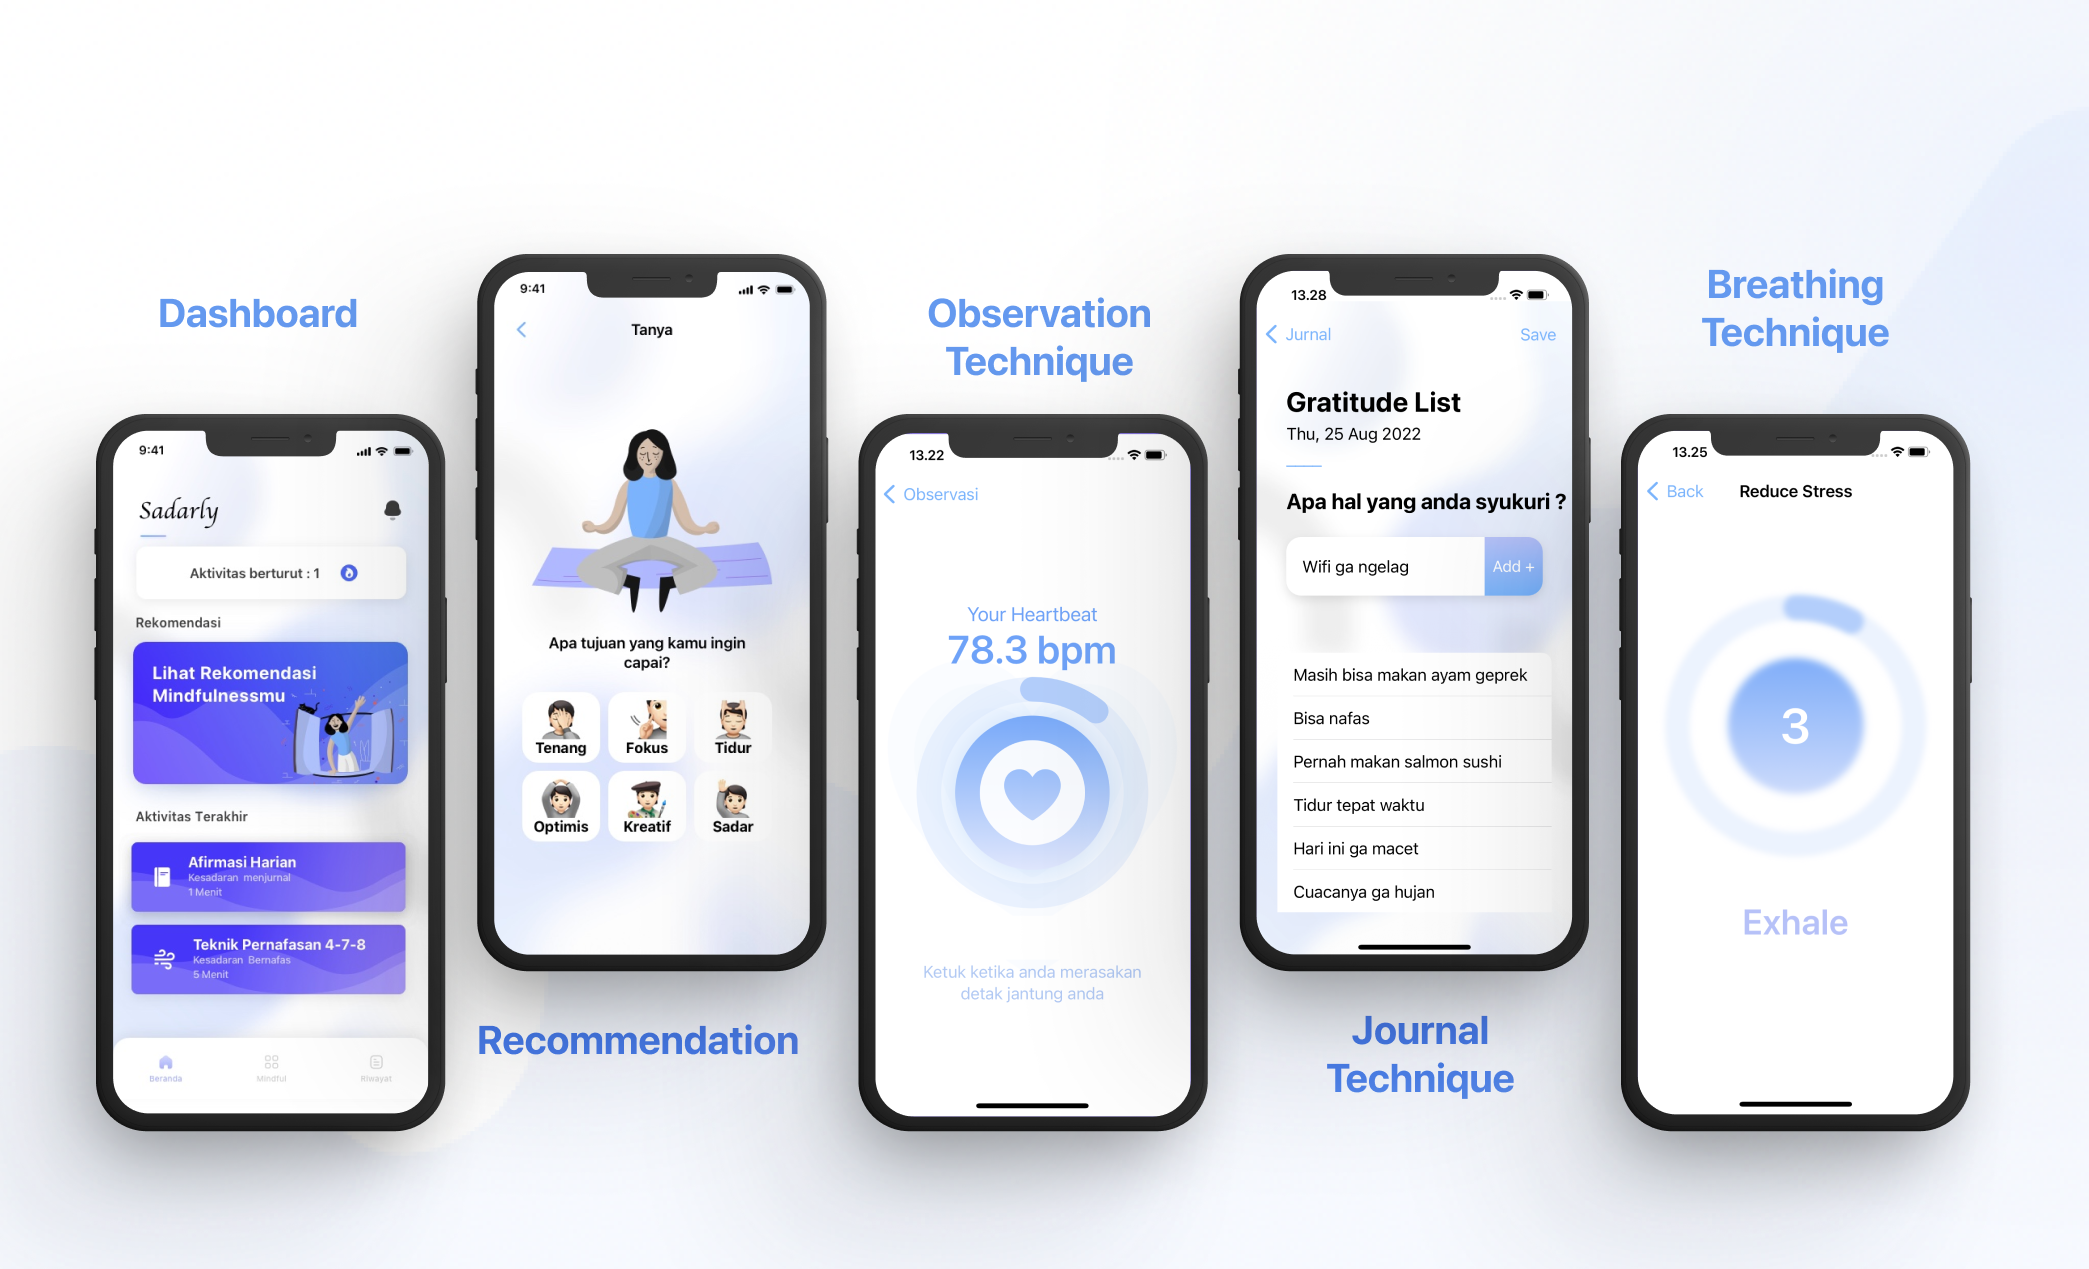 Dashboard
9:41
Sadarly
Aktivitas berturut : 1
Rekomendasi
Lihat Rekomendasi
Mindfulnessmu
Aktivitas Terakhir
Afirmasi Harian
Kesadaran menjurnal
1 Menit
Teknik Pernafasan 4-7-8
Kesadaran Bernafas
5 Menit
Beranda
Mindful
Riwayat
9:41
Tanya
Apa tujuan yang kamu ingin
capai?
Tenang
Fokus
Tidur
Optimis
Kreatif
Sadar
Recommendation
Observation
Technique
13.22
Observasi
Your Heartbeat
78.3 bpm
Ketuk ketika anda merasakan
detak jantung anda
13.28
Jurnal
Save
Gratitude List
Thu, 25 Aug 2022
Apa hal yang anda syukuri ?
Wifi ga ngelag
Add +
Masih bisa makan ayam geprek
Bisa nafas
Pernah makan salmon sushi
Tidur tepat waktu
Hari ini ga macet
Cuacanya ga hujan
Journal
Technique
Breathing
Technique
13.25
Back
Reduce Stress
3
Exhale